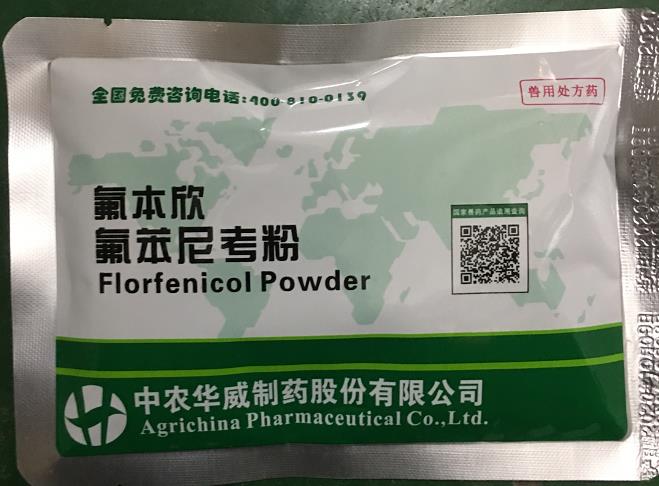 全国免费咨询电话:400-810-0139
兽用处方药
氟本欣
氟苯尼考粉
Florfenicol Powder
国家兽药产品追溯查询
中农华威制药股份有限公司
Agrichina Pharmaceutical Co.,Ltd.